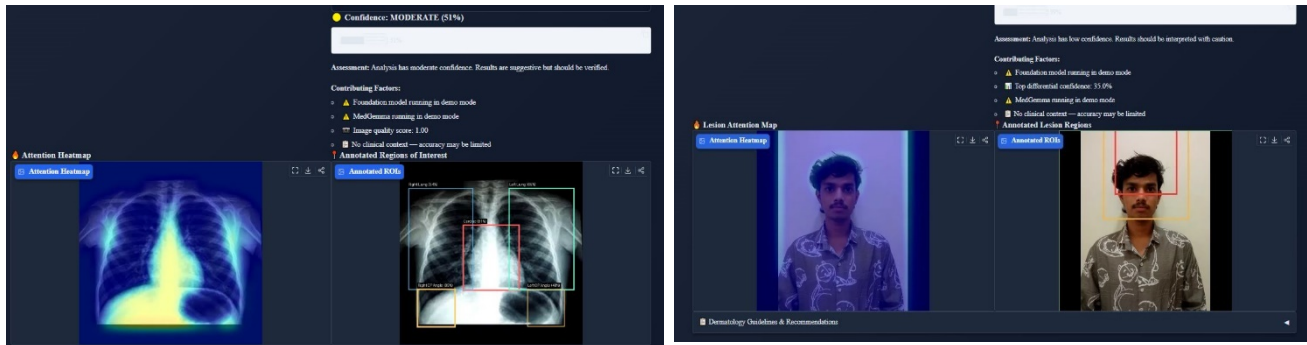 Confidence: MODERATE (51%)
Assessment: Analysis has moderate confidence. Results are suggestive but should be verified.
Contributing Factors:
Foundation model running in demo mode
MedGemma running in demo mode
Image quality score: 1.00
No clinical context — accuracy may be limited
Attention Heatmap
Annotated Regions of Interest
Attention Heatmap
Annotated ROIs
Assessment: Analysis has low confidence. Results should be interpreted with caution.
Contributing Factors:
Foundation model running in demo mode
Top differential confidence: 35.0%
MedGemma running in demo mode
No clinical context — accuracy may be limited
Lesion Attention Map
Annotated Lesion Regions
Attention Heatmap
Annotated ROIs
Dermatology Guidelines & Recommendations